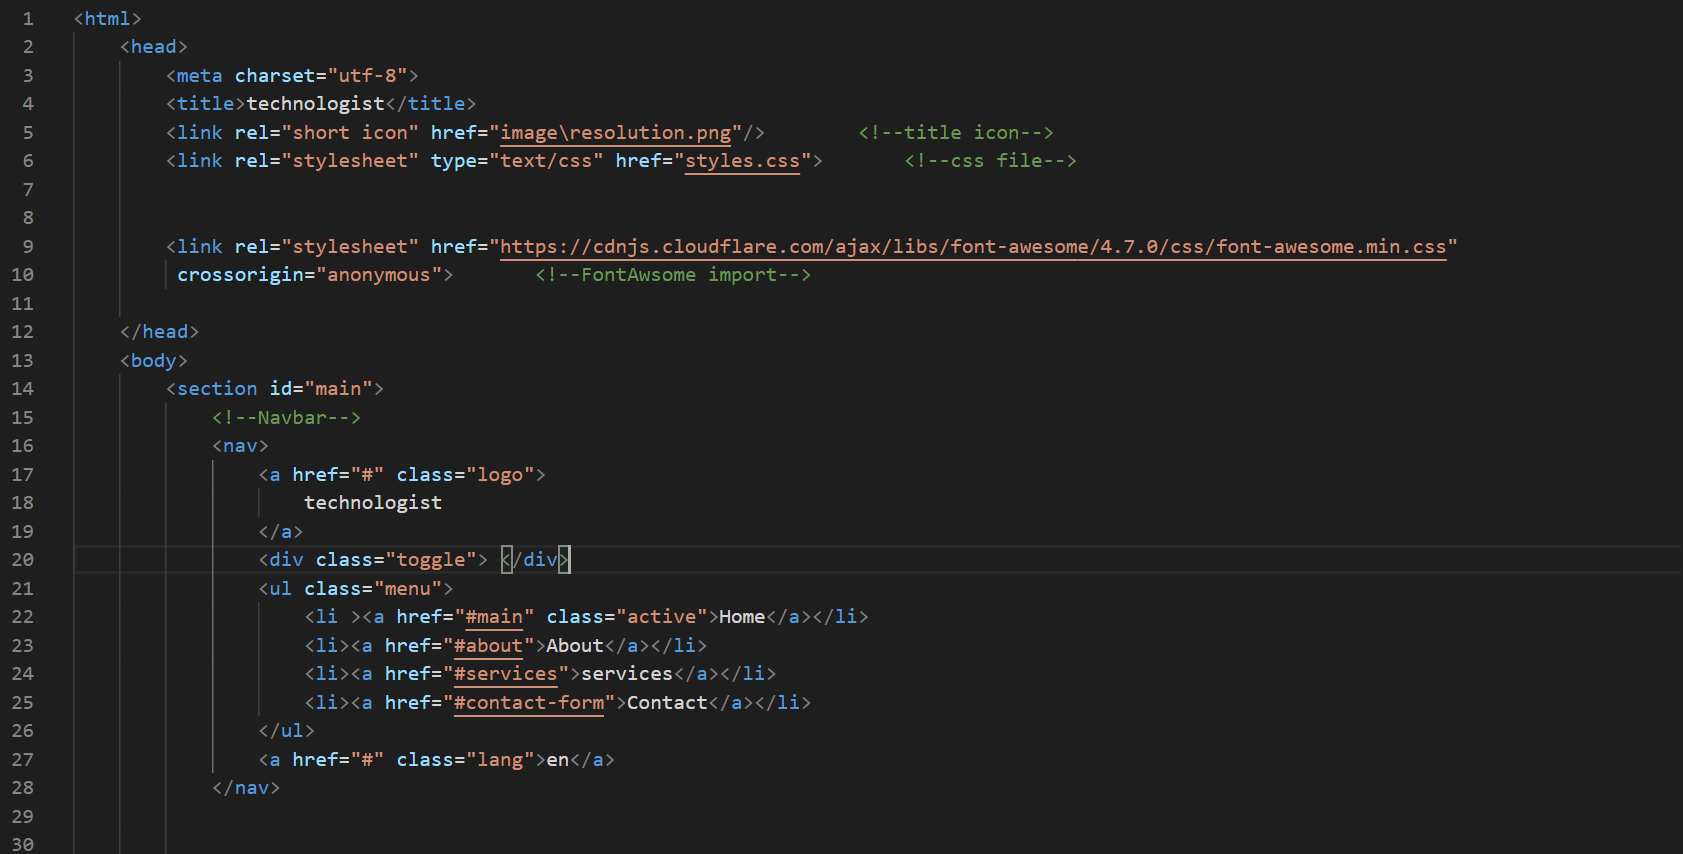 1 <html>
2 <head>
3 <meta charset="utf-8">
4 <title>technologist</title>
5 <link rel="short icon" href="image\resolution.png"/> <!--title icon-->
6 <link rel="stylesheet" type="text/css" href="styles.css"> <!--css file-->
7
8
9 <link rel="stylesheet" href="https://cdnjs.cloudflare.com/ajax/libs/font-awesome/4.7.0/css/font-awesome.min.css"
10 crossorigin="anonymous"> <!--FontAwsome import-->
11
12 </head>
13 <body>
14 <section id="main">
15 <!--Navbar-->
16 <nav>
17 <a href="#" class="logo">
18 technologist
19 </a>
20 <div class="toggle"> </div>
21 <ul class="menu">
22 <li ><a href="#main" class="active">Home</a></li>
23 <li><a href="#about">About</a></li>
24 <li><a href="#services">services</a></li>
25 <li><a href="#contact-form">Contact</a></li>
26 </ul>
27 <a href="#" class="lang">en</a>
28 </nav>
29
30